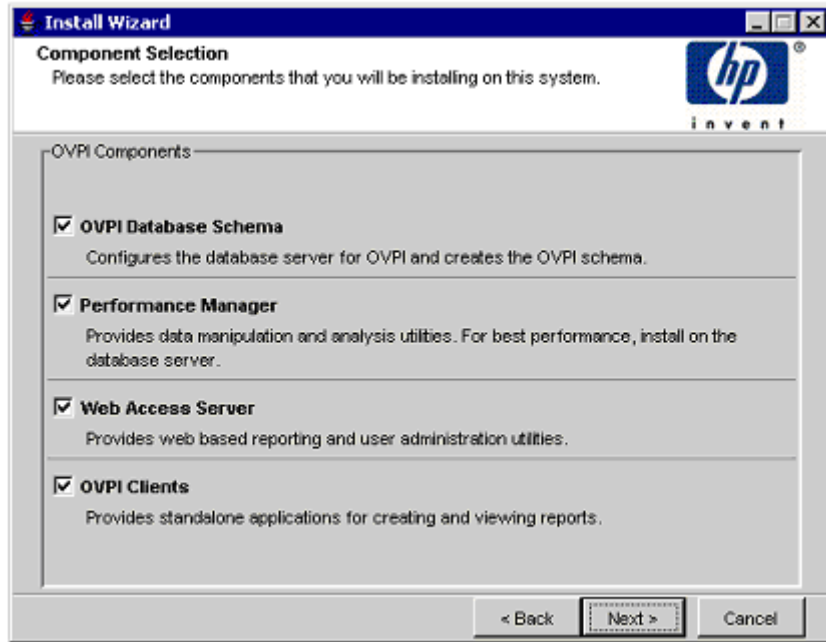 Install Wizard
Component Selection
Please select the components that you will be installing on this system.
hp
®
invent
OVPI Components
OVPI Database Schema
Configures the database server for OVPI and creates the OVPI schema.
Performance Manager
Provides data manipulation and analysis utilities. For best performance, install on the
database server.
Web Access Server
Provides web based reporting and user administration utilities.
OVPI Clients
Provides standalone applications for creating and viewing reports.
< Back
Next >
Cancel